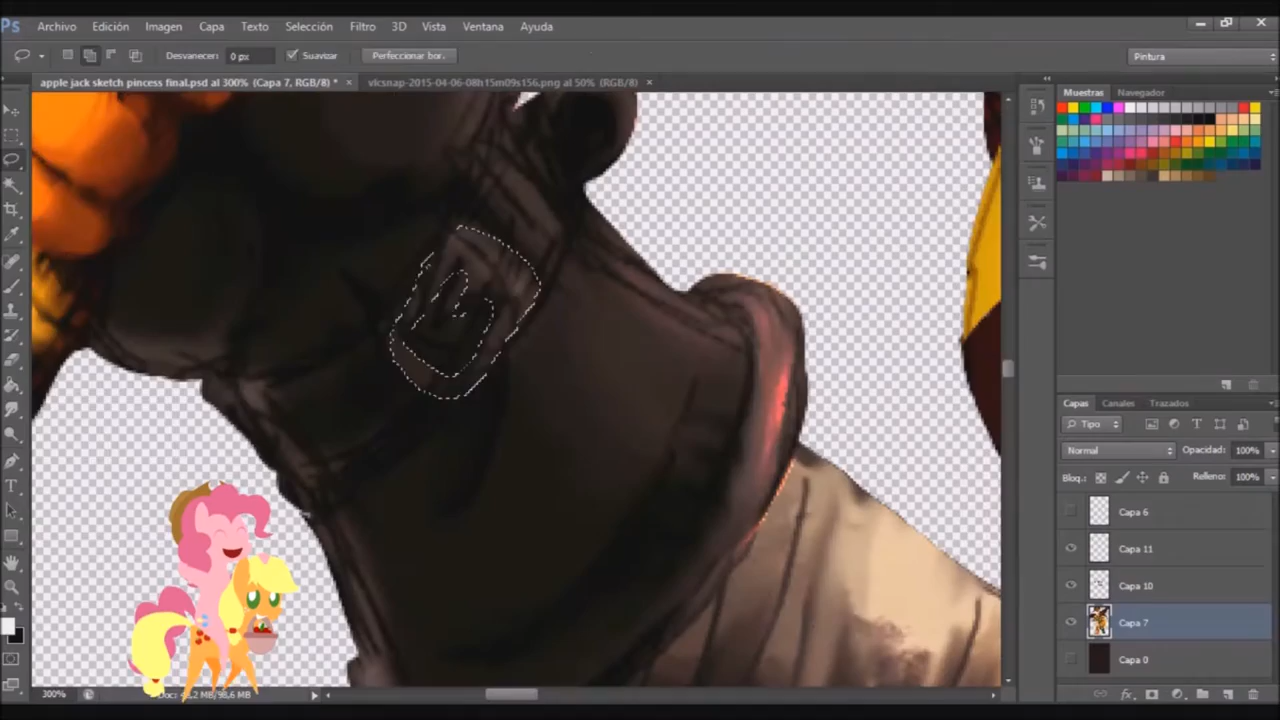 Ps Archivo Edición Imagen Capa Texto Selección Filtro 3D Vista Ventana Ayuda
Desvanecer: 0 px Suavizar Perfeccionar bor... Pintura
apple jack sketch pincess final.psd al 300% (Capa 7, RGB/8) * × vlcsnap-2015-04-06-08h15m09s156.png al 50% (RGB/8) ×
Muestras Navegador
Capas Canales Trazados
Tipo
Normal Opacidad: 100%
Bloq.: Relleno: 100%
Capa 6
Capa 11
Capa 10
Capa 7
Capa 0
300% Doc: